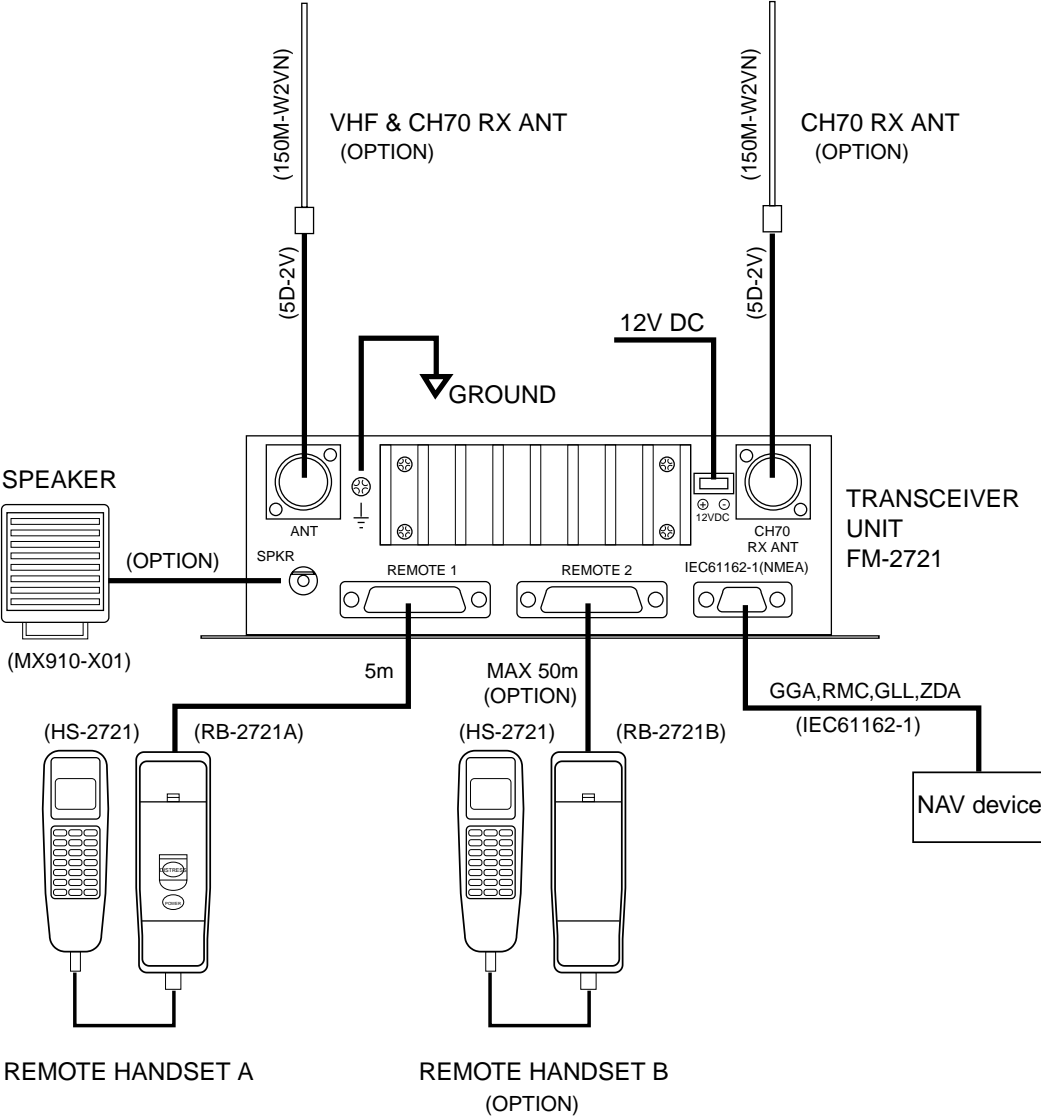 (150M-W2VN)
VHF & CH70 RX ANT
(OPTION)
(150M-W2VN)
CH70 RX ANT
(OPTION)
(5D-2V)
(5D-2V)
12V DC
GROUND
SPEAKER
(OPTION)
(MX910-X01)
ANT
SPKR
12VDC
CH70
RX ANT
REMOTE 1
REMOTE 2
IEC61162-1(NMEA)
TRANSCEIVER
UNIT
FM-2721
5m
MAX 50m
(OPTION)
GGA,RMC,GLL,ZDA
(IEC61162-1)
(HS-2721)
(RB-2721A)
(HS-2721)
(RB-2721B)
NAV device
DISTRESS
POWER
REMOTE HANDSET A
REMOTE HANDSET B
(OPTION)